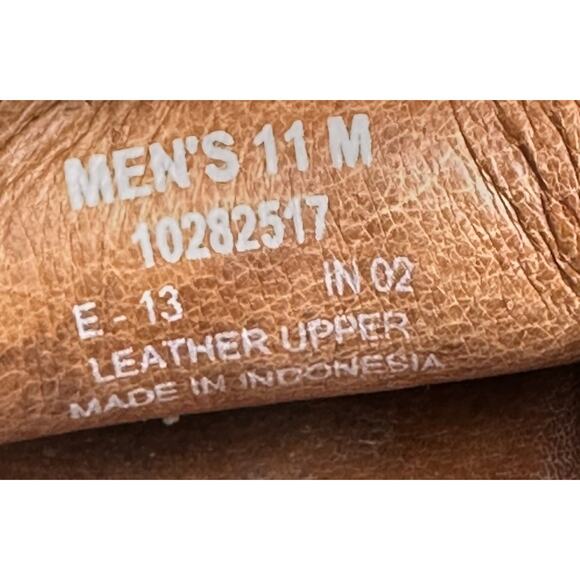 MEN'S 11 M
10282517
E - 13 IN 02
LEATHER UPPER
MADE IN INDONESIA